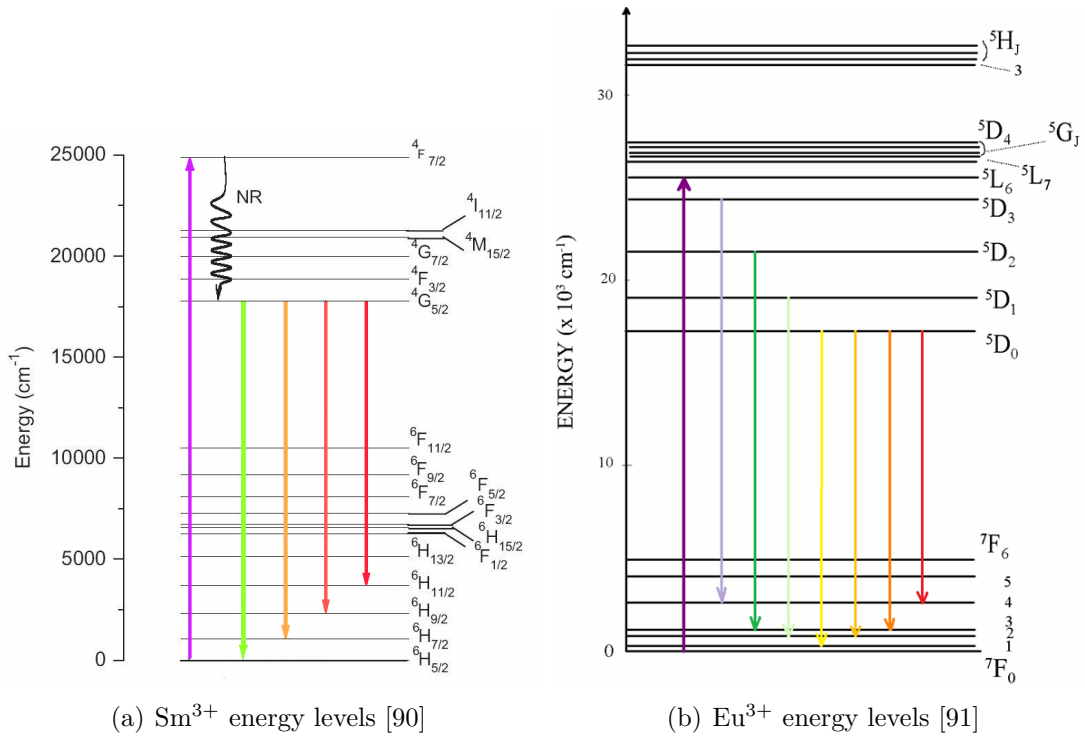 25000
20000
15000
10000
5000
0
Energy (cm⁻¹)
NR
⁴F₇/₂
⁴I₁₁/₂
⁴M₁₅/₂
⁴G₇/₂
⁴F₃/₂
⁴G₅/₂
⁶F₁₁/₂
⁶F₉/₂
⁶F₇/₂
⁶F₅/₂
⁶F₃/₂
⁶H₁₅/₂
⁶F₁/₂
⁶H₁₃/₂
⁶H₁₁/₂
⁶H₉/₂
⁶H₇/₂
⁶H₅/₂
(a) Sm³⁺ energy levels [90]
30
20
10
0
ENERGY (x 10³ cm⁻¹)
⁵H_J
3
⁵D₄
⁵G_J
⁵L₇
⁵L₆
⁵D₃
⁵D₂
⁵D₁
⁵D₀
⁷F₆
5
4
3
2
1
⁷F₀
(b) Eu³⁺ energy levels [91]